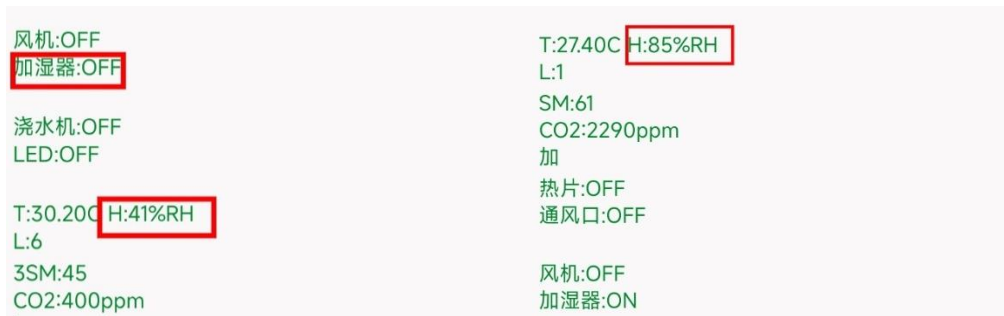 风机:OFF
加湿器:OFF
浇水机:OFF
LED:OFF
T:30.20C H:41%RH
L:6
3SM:45
CO2:400ppm
T:27.40C H:85%RH
L:1
SM:61
CO2:2290ppm
加
热片:OFF
通风口:OFF
风机:OFF
加湿器:ON